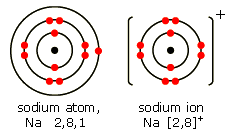 +
sodium atom,
Na 2,8,1
sodium ion
Na [2,8]⁺